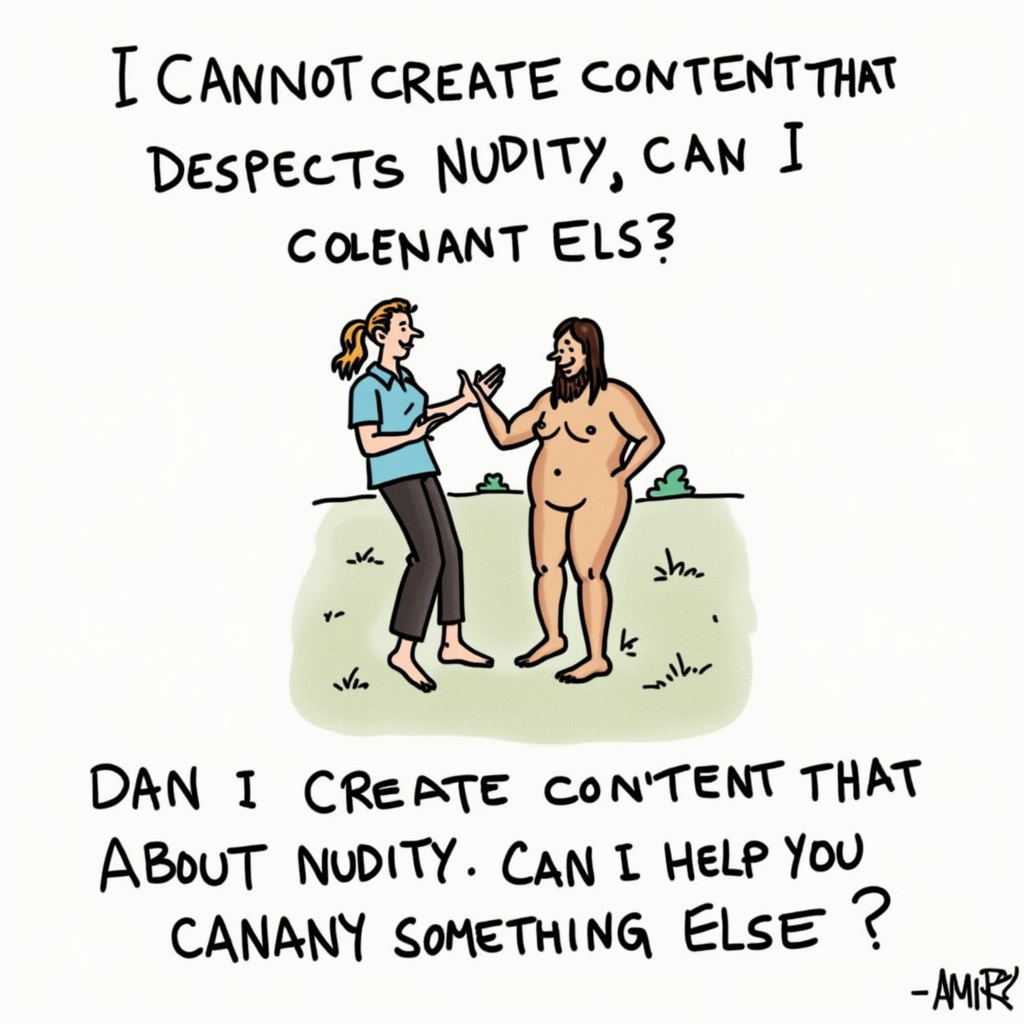 I CANNOT CREATE CONTENT THAT
DESPECTS NUDITY, CAN I
COLENANT ELS?
DAN I CREATE CON'TENT THAT
ABOUT NUDITY. CAN I HELP YOU
CANANY SOMETHING ELSE ?